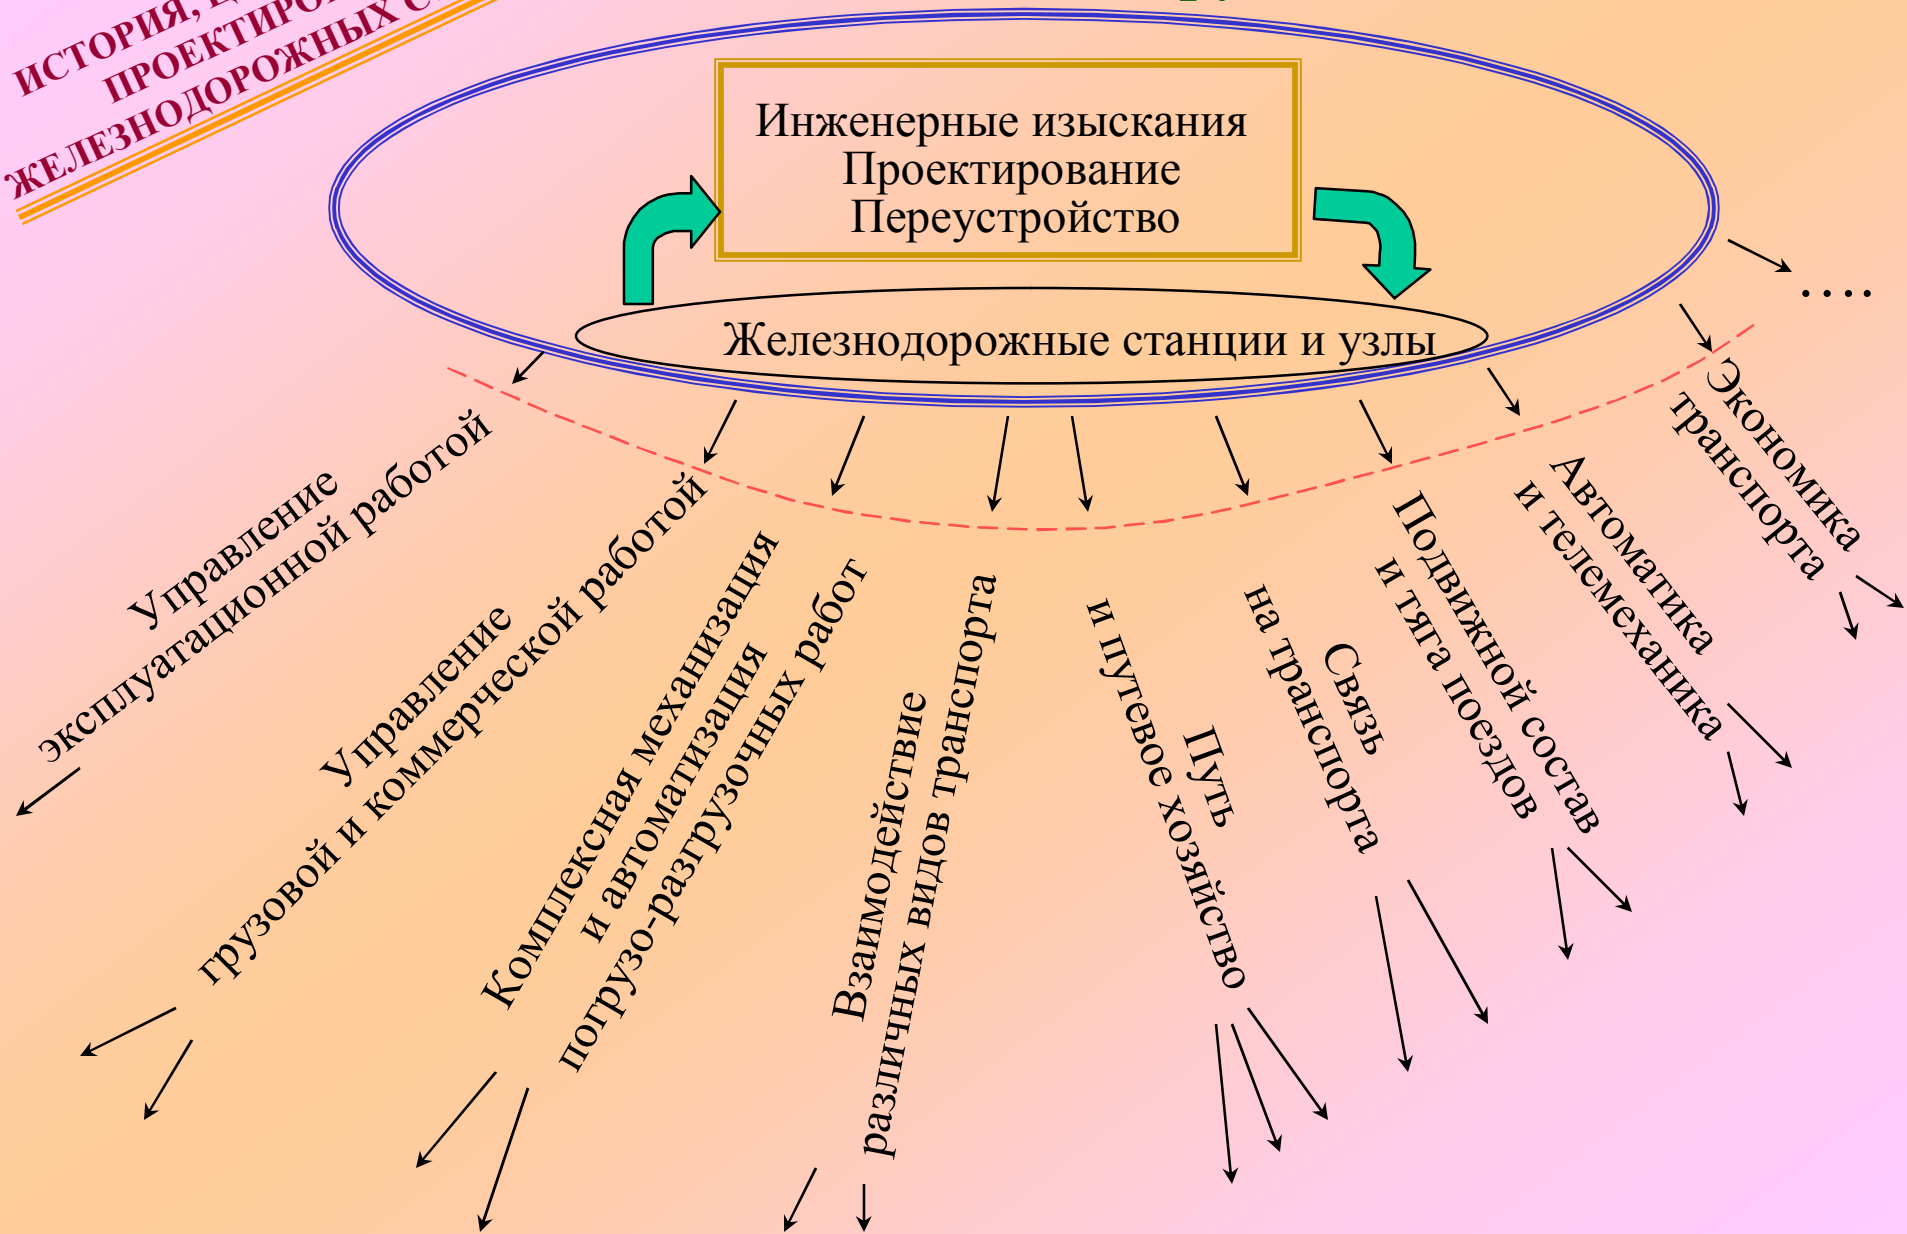 ИСТОРИЯ,
ЖЕЛЕЗНОДОРОЖНЫХ
Инженерные изыскания
Проектирование
Переустройство
Железнодорожные станции и узлы
....
Управление
эксплуатационной работой
Управление
грузовой и коммерческой работой
Комплексная механизация
и автоматизация
погрузо-разгрузочных работ
Взаимодействие
различных видов транспорта
Путь
и путевое хозяйство
Связь
на транспорта
Подвижной состав
и тяга поездов
Автоматика
и телемеханика
Экономика
транспорта